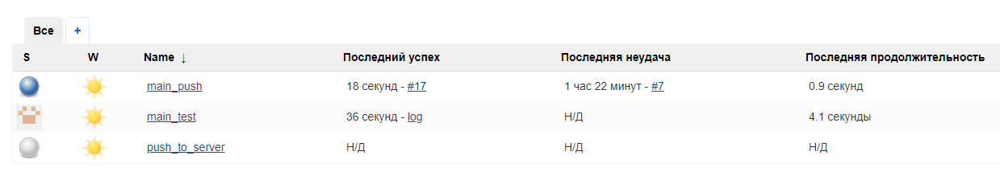 Все +
S W Name ↓ Последний успех Последняя неудача Последняя продолжительность
main_push 18 секунд - #17 1 час 22 минут - #7 0.9 секунд
main_test 36 секунд - log Н/Д 4.1 секунды
push_to_server Н/Д Н/Д Н/Д